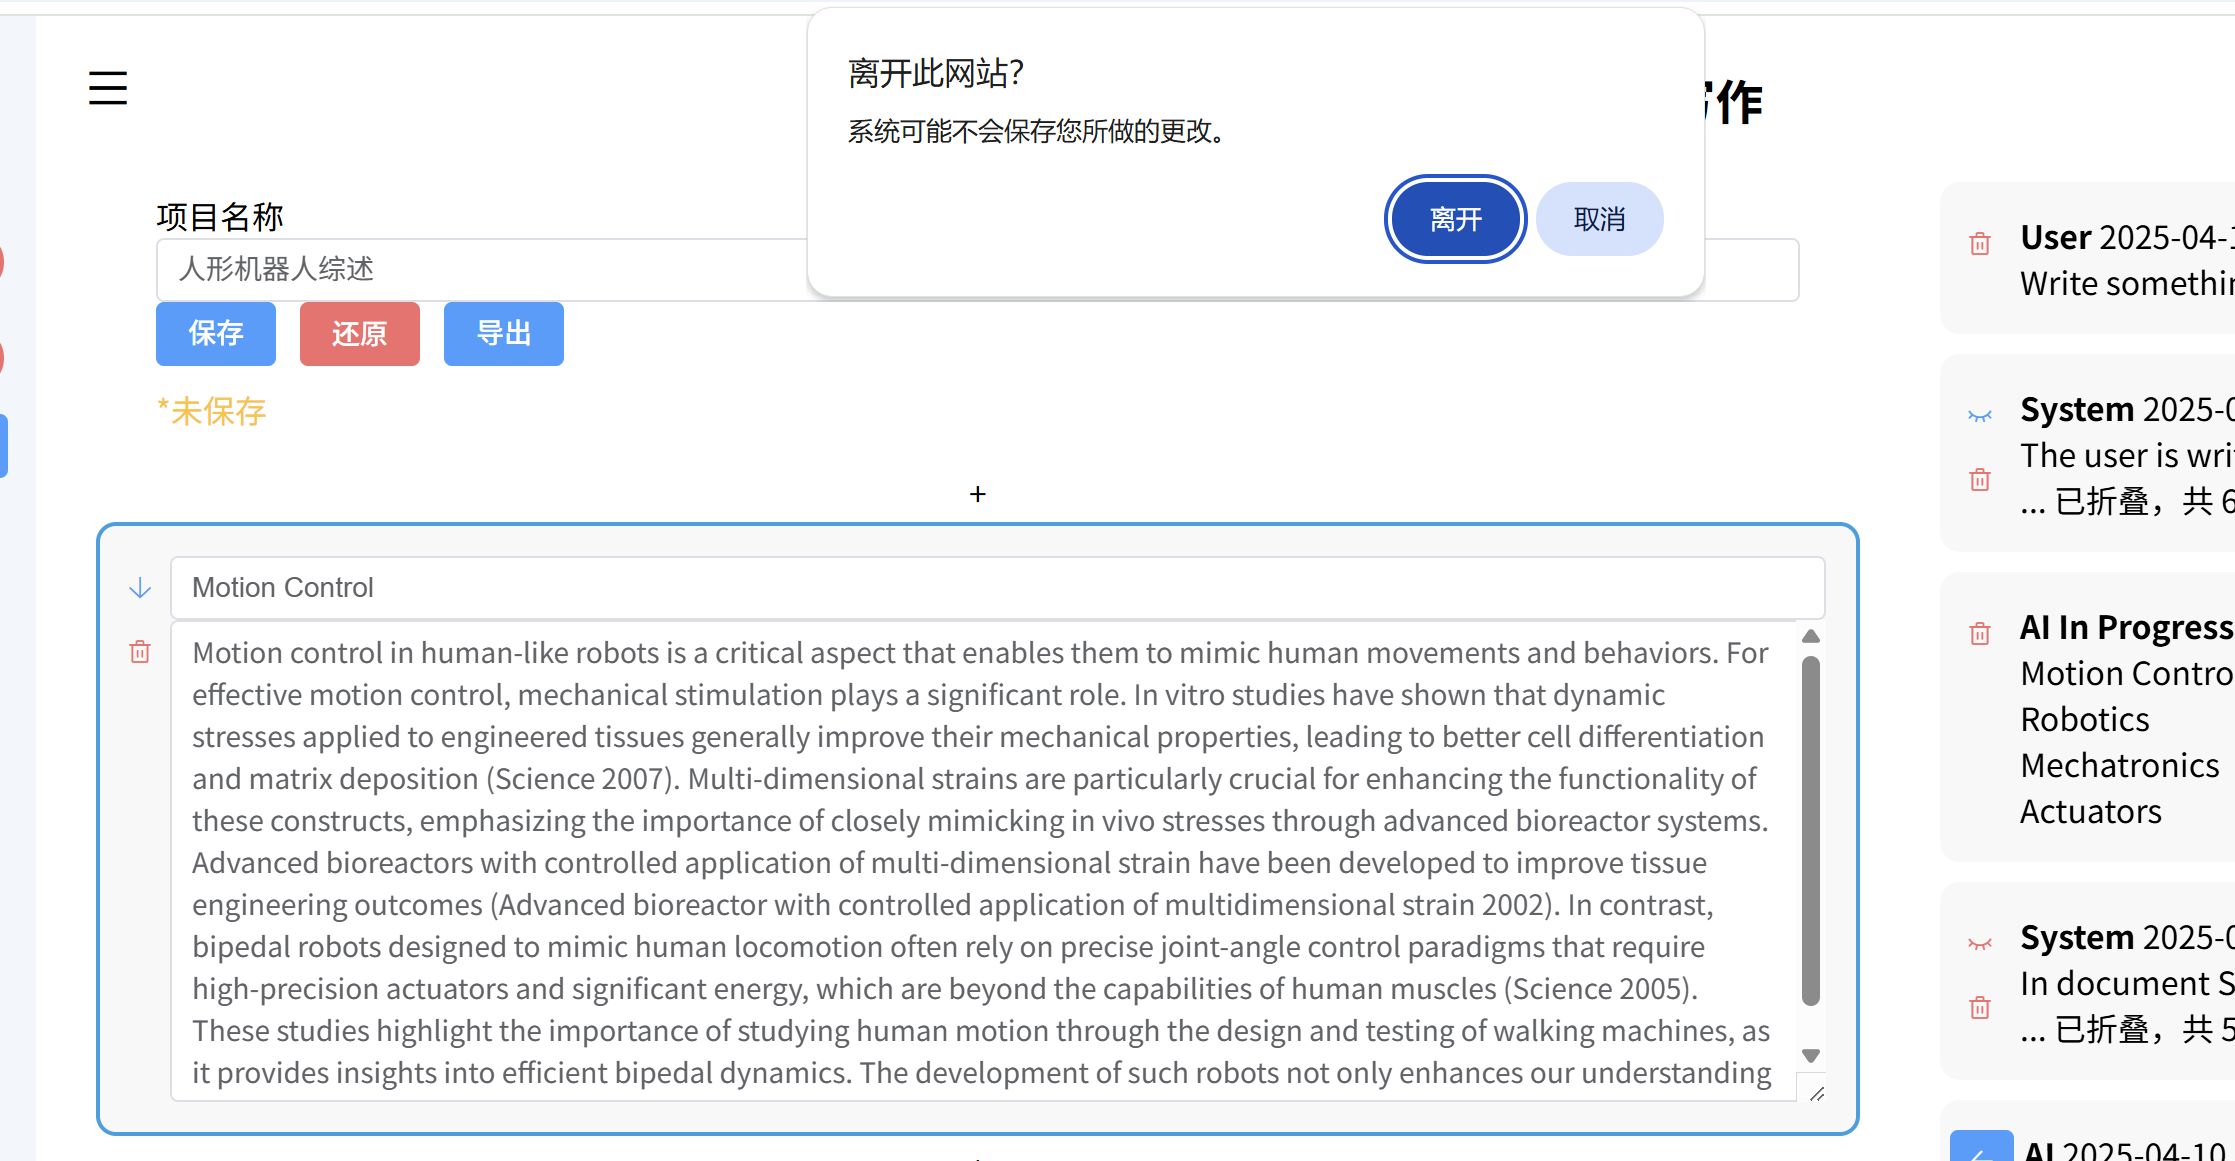 离开此网站?
系统可能不会保存您所做的更改。
离开
取消
作
项目名称
人形机器人综述
保存
还原
导出
*未保存
+
Motion Control
Motion control in human-like robots is a critical aspect that enables them to mimic human movements and behaviors. For
effective motion control, mechanical stimulation plays a significant role. In vitro studies have shown that dynamic
stresses applied to engineered tissues generally improve their mechanical properties, leading to better cell differentiation
and matrix deposition (Science 2007). Multi-dimensional strains are particularly crucial for enhancing the functionality of
these constructs, emphasizing the importance of closely mimicking in vivo stresses through advanced bioreactor systems.
Advanced bioreactors with controlled application of multi-dimensional strain have been developed to improve tissue
engineering outcomes (Advanced bioreactor with controlled application of multidimensional strain 2002). In contrast,
bipedal robots designed to mimic human locomotion often rely on precise joint-angle control paradigms that require
high-precision actuators and significant energy, which are beyond the capabilities of human muscles (Science 2005).
These studies highlight the importance of studying human motion through the design and testing of walking machines, as
it provides insights into efficient bipedal dynamics. The development of such robots not only enhances our understanding
User 2025-04-
Write somethin
System 2025-0
The user is wri
... 已折叠，共 6
AI In Progress
Motion Contro
Robotics
Mechatronics
Actuators
System 2025-0
In document S
... 已折叠，共 5
AI 2025-04-10